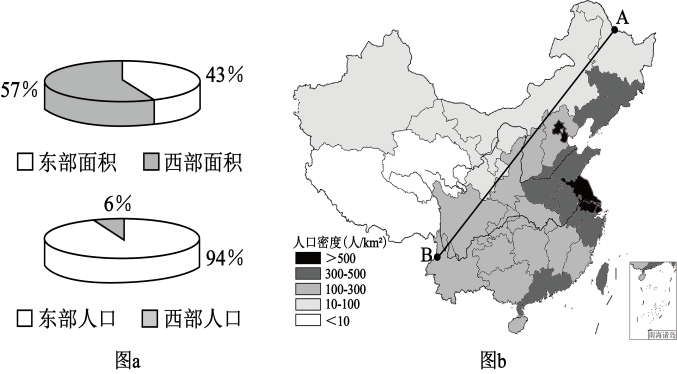 57%
43%
东部面积 西部面积
6%
94%
东部人口 西部人口
图a
A
B
人口密度(人/km²)
>500
300-500
100-300
10-100
<10
南海诸岛
图b